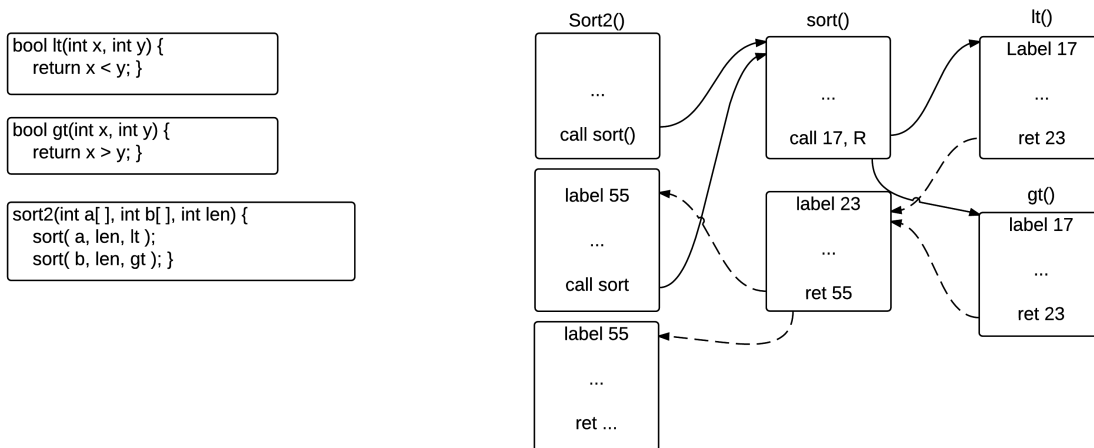 bool lt(int x, int y) {
return x < y; }
bool gt(int x, int y) {
return x > y; }
sort2(int a[ ], int b[ ], int len) {
sort( a, len, lt );
sort( b, len, gt ); }
Sort2()
...
call sort()
label 55
...
call sort
label 55
...
ret ...
sort()
...
call 17, R
label 23
...
ret 55
lt()
Label 17
...
ret 23
gt()
label 17
...
ret 23